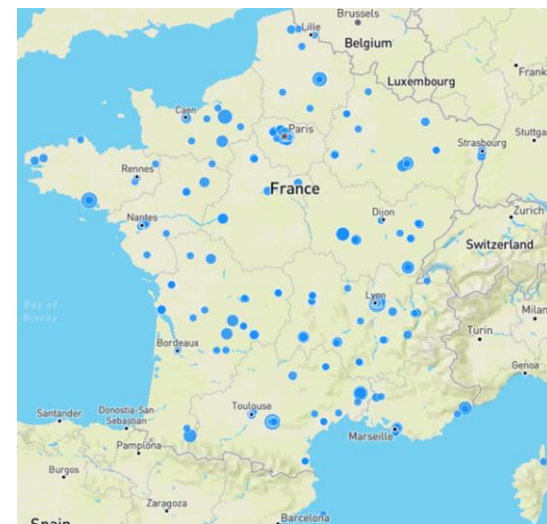 Brussels
Lille
Belgium
Luxembourg
Frank
Caen
Paris
Strasbourg
Stuttga
Rennes
France
Nantes
Dijon
Zurich
Switzerland
Bay of
Biscay
Lyon
Milan
Turin
Bordeaux
Genoa
Santander
Donostia-San
Sebastian
Toulouse
Marseille
Pamplona
Burgos
Zaragoza
Barcelona
Spain